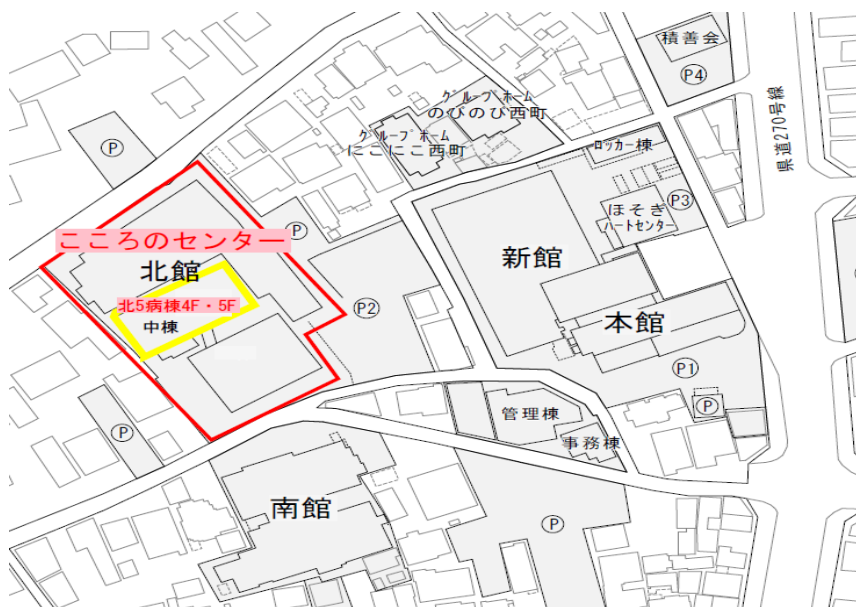 積善会
P4
県道270号線
グループホーム
のびのび西町
グループホーム
にこにこ西町
ロッカー棟
P
P3
ほそぎ
ハートセンター
P
こころのセンター
北館
新館
北5病棟4F・5F
中棟
P2
本館
P1
P
管理棟
P
事務棟
南館
P